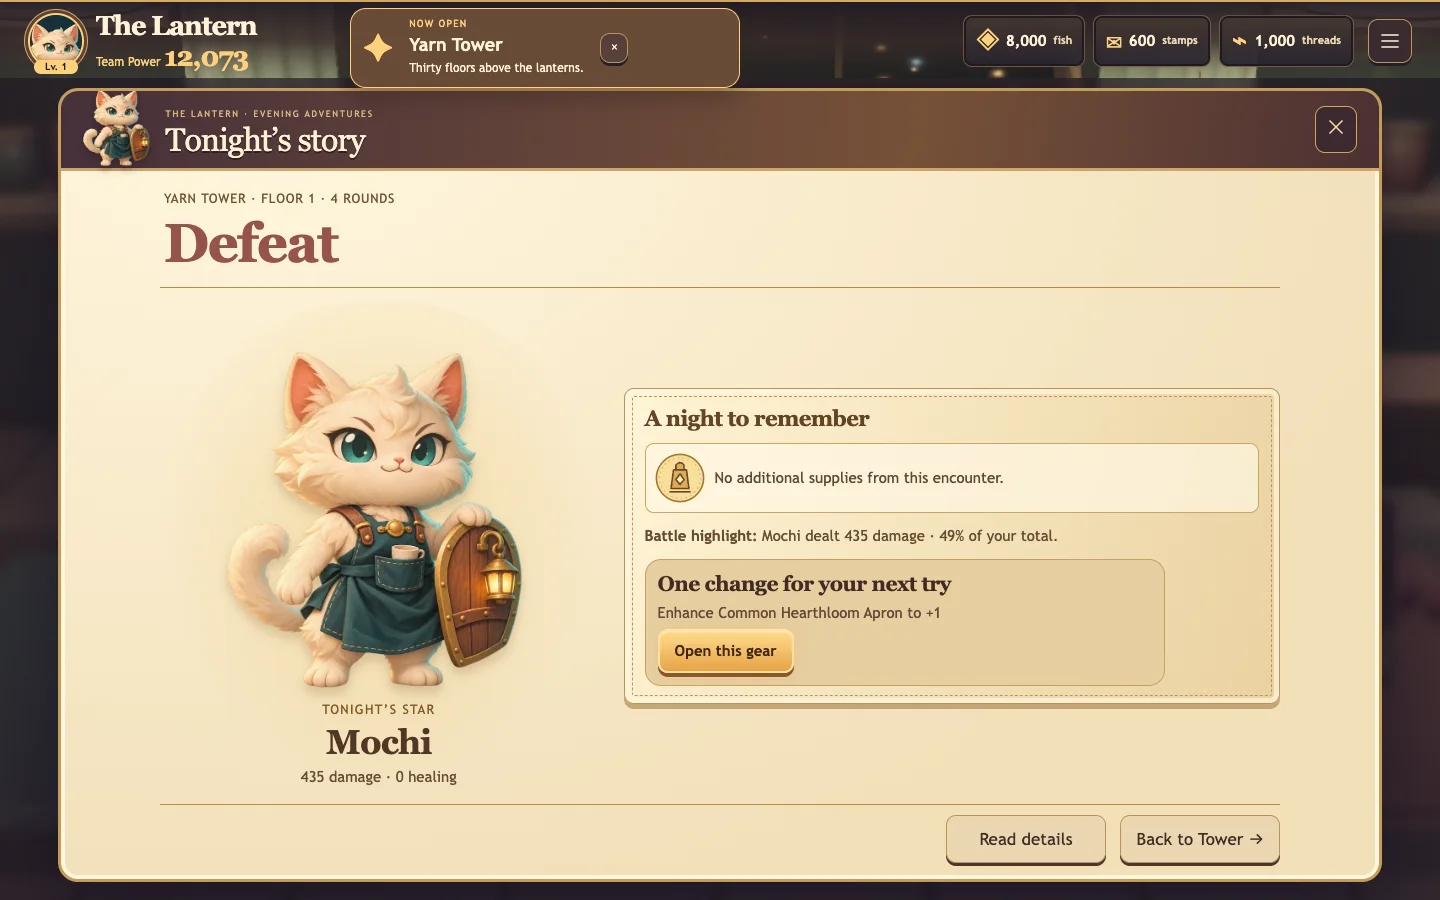 The Lantern
Team Power 12,073
Lv. 1
NOW OPEN
Yarn Tower
Thirty floors above the lanterns.
×
8,000 fish
600 stamps
1,000 threads
THE LANTERN · EVENING ADVENTURES
Tonight’s story
YARN TOWER · FLOOR 1 · 4 ROUNDS
Defeat
TONIGHT’S STAR
Mochi
435 damage · 0 healing
A night to remember
No additional supplies from this encounter.
Battle highlight: Mochi dealt 435 damage · 49% of your total.
One change for your next try
Enhance Common Hearthloom Apron to +1
Open this gear
Read details
Back to Tower →